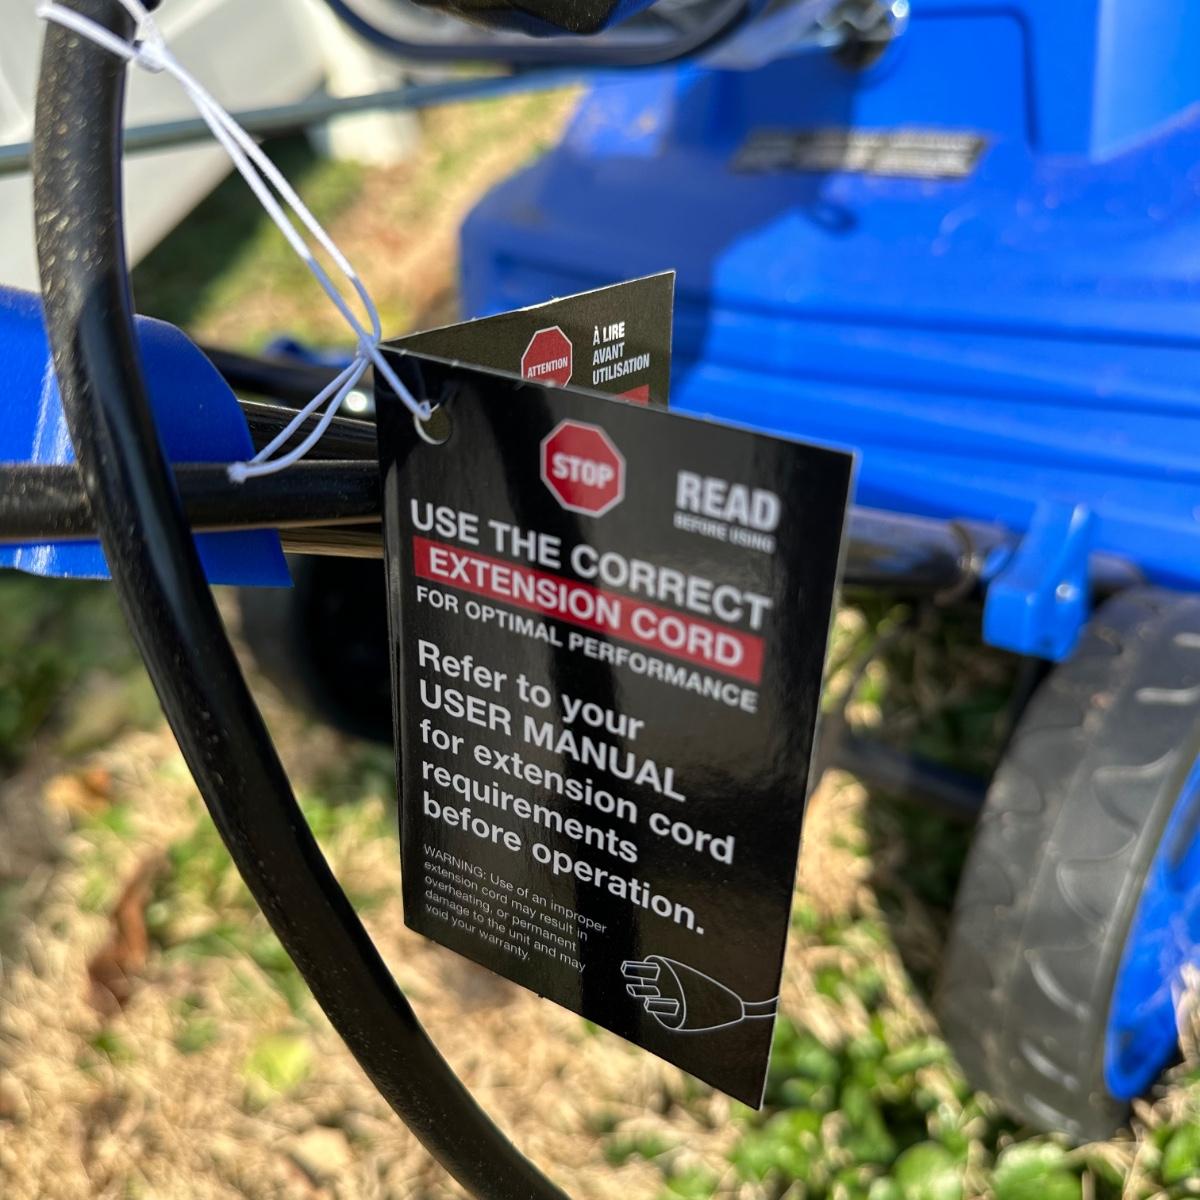 ATTENTION
À LIRE
AVANT
UTILISATION
STOP
READ
BEFORE USING
USE THE CORRECT
EXTENSION CORD
FOR OPTIMAL PERFORMANCE
Refer to your
USER MANUAL
for extension cord
requirements
before operation.
WARNING: Use of an improper
extension cord may result in
overheating, or permanent
damage to the unit and may
void your warranty.